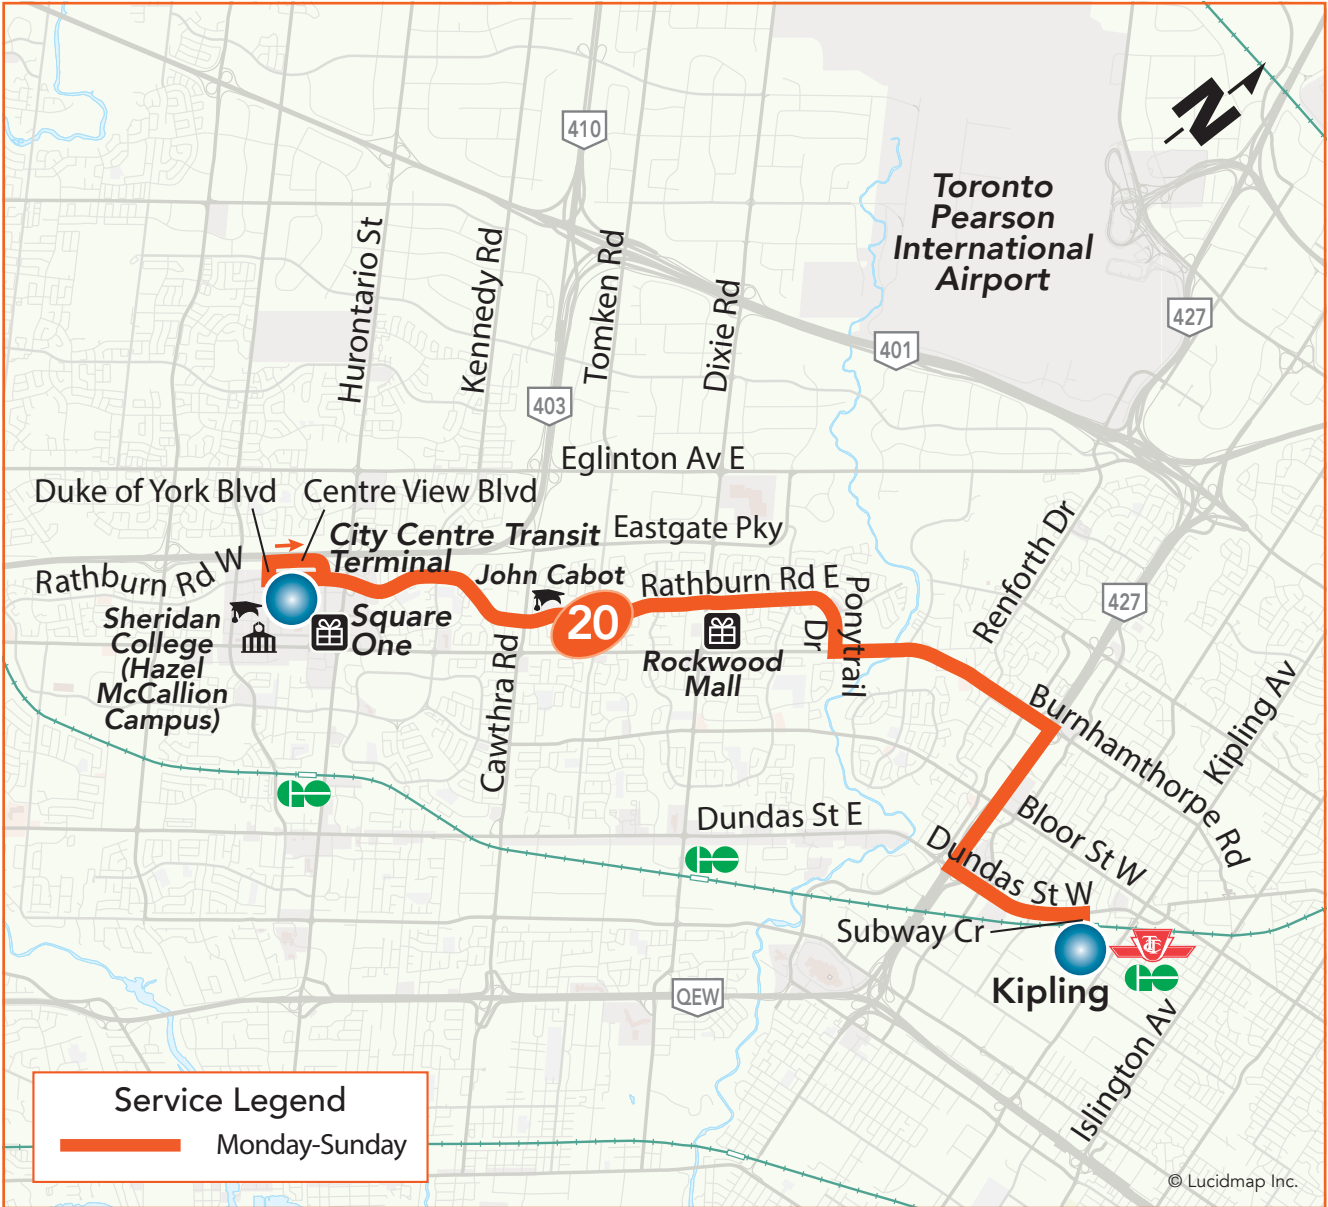 410
N
Toronto
Pearson
International
Airport
Hurontario St
Kennedy Rd
Tomken Rd
Dixie Rd
427
401
403
Eglinton Av E
Duke of York Blvd
Centre View Blvd
City Centre Transit
Terminal
Eastgate Pky
Renforth Dr
Rathburn Rd W
John Cabot
Rathburn Rd E
Ponytrail
Dr
427
Sheridan
College
(Hazel
McCallion
Campus)
Square
One
20
Rockwood
Mall
Cawthra Rd
Burnhamthorpe Rd
Kipling Av
GO
Dundas St E
GO
Bloor St W
Dundas St W
Subway Cr
TTC
GO
Kipling
QEW
Islington Av
Service Legend
Monday-Sunday
© Lucidmap Inc.